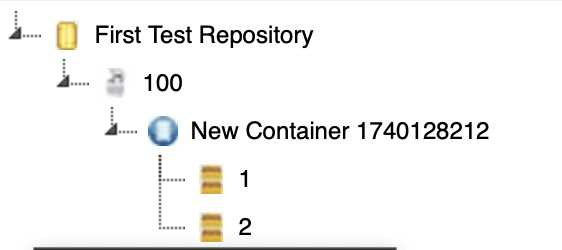 First Test Repository
100
New Container 1740128212
1
2